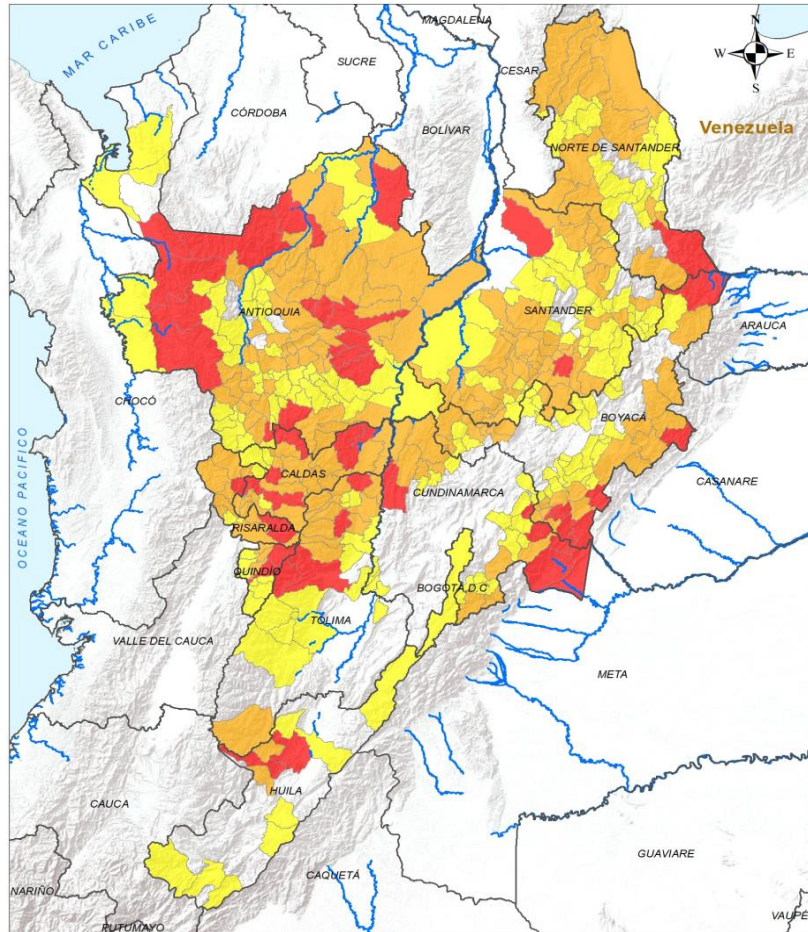 MAGDALENA
N
MAR CARIBE
W
E
SUCRE
CESAR
S
CÓRDOBA
BOLÍVAR
Venezuela
NORTE DE SANTANDER
ANTIOQUIA
SANTANDER
ARAUCA
CHOCÓ
BOYACÁ
OCEANO PACIFICO
CALDAS
CUNDINAMARCA
CASANARE
RISARALDA
QUINDÍO
BOGOTÁ, D.C
TOLIMA
VALLE DEL CAUCA
META
HUILA
CAUCA
GUAVIARE
CAQUETÁ
NARIÑO
PUTUMAYO
VAUPÉ